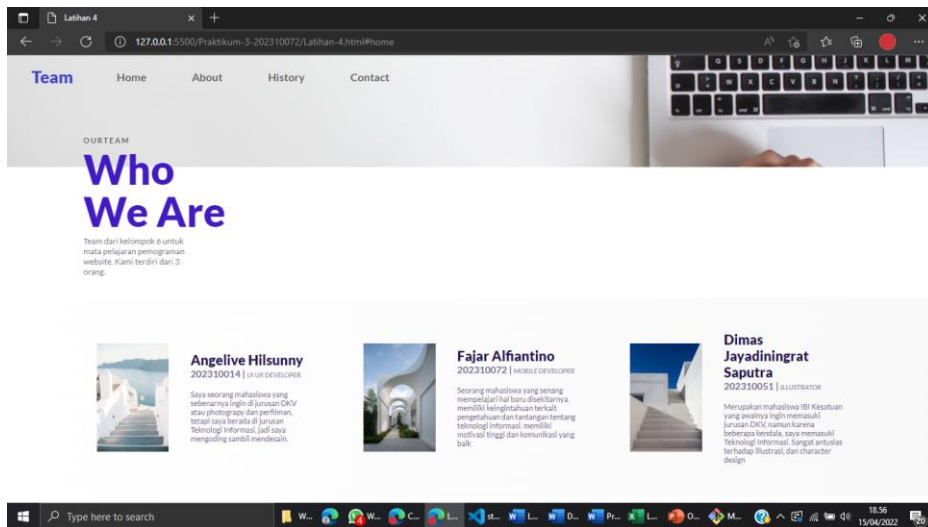 Latihan 4
127.0.0.1:5500/Praktikum-3-202310072/Latihan-4.html#home
Team Home About History Contact
OURTEAM
Who
We Are
Team dari kelompok 6 untuk
mata pelajaran pemograman
website. Kami terdiri dari 3
orang.
Angelive Hilsunny
202310014 | UI UX DEVELOPER
Saya seorang mahasiswa yang
sebenarnya ingin di jurusan DKV
atau photograpy dan perfilman,
tetapi saya berada di jurusan
Teknologi Informasi. jadi saya
mengoding sambil mendesain.
Fajar Alfiantino
202310072 | MOBILE DEVELOPER
Seorang mahasiswa yang senang
mempelajari hal baru disekitarnya.
memiliki keingintahuan terkait
pengetahuan dan tantangan tentang
teknologi informasi. memiliki
motivasi tinggi dan komunikasi yang
baik
Dimas
Jayadiningrat
Saputra
202310051 | ILLUSTRATOR
Merupakan mahasiswa IBI Kesatuan
yang awalnya ingin memasuki
jurusan DKV, namun karena
beberapa kendala, saya memasuki
Teknologi Informasi. Sangat antusias
terhadap illustrasi, dan character
design
Type here to search
W... W... C... L... st... L... D... Pr... L... O... M...
18.56
15/04/2022
20